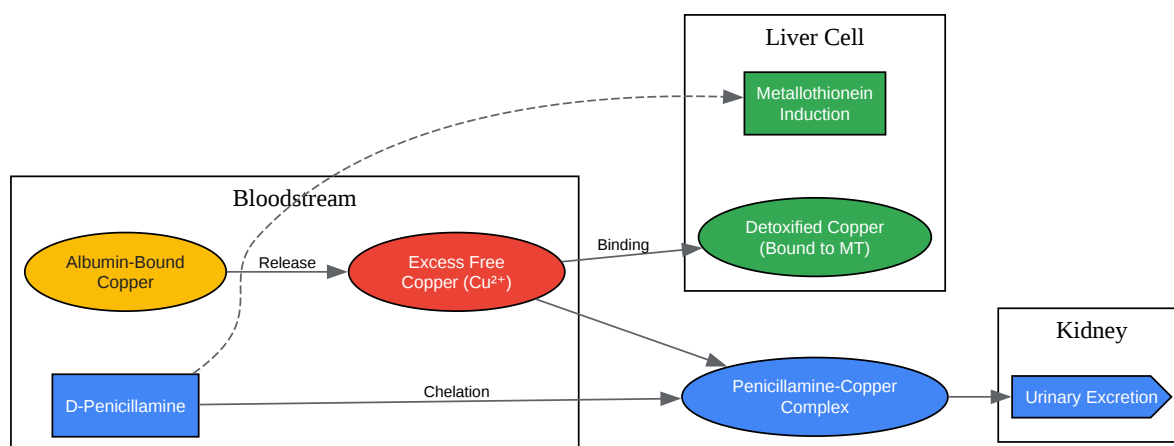 Liver Cell
Metallothionein
Induction
Bloodstream
Detoxified Copper
(Bound to MT)
Binding
Albumin-Bound
Copper
Release
Excess Free
Copper (Cu²⁺)
Kidney
D-Penicillamine
Chelation
Penicillamine-Copper
Complex
Urinary Excretion